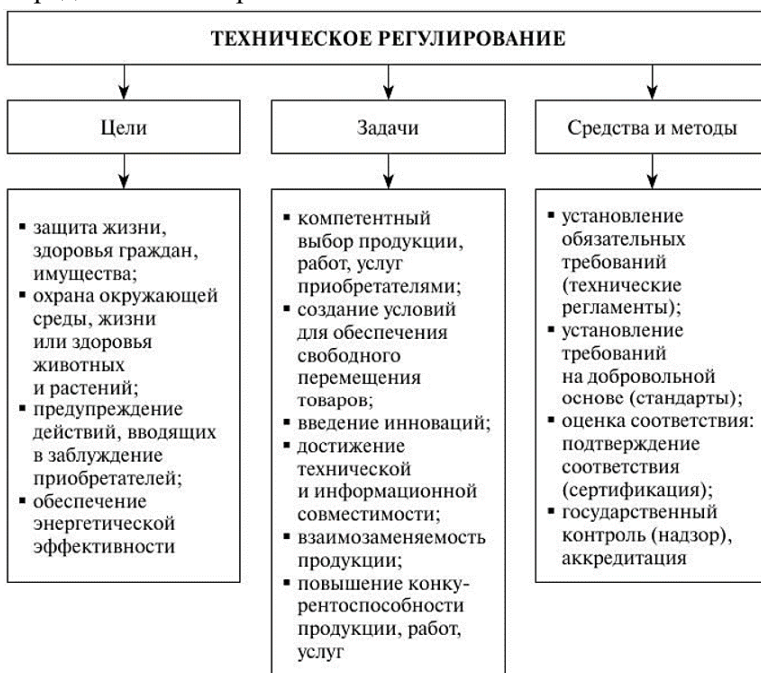 ТЕХНИЧЕСКОЕ РЕГУЛИРОВАНИЕ
Цели
▪ защита жизни,
здоровья граждан,
имущества;
▪ охрана окружающей
среды, жизни
или здоровья
животных
и растений;
▪ предупреждение
действий, вводящих
в заблуждение
приобретателей;
▪ обеспечение
энергетической
эффективности
Задачи
▪ компетентный
выбор продукции,
работ, услуг
приобретателями;
▪ создание условий
для обеспечения
свободного
перемещения
товаров;
▪ введение инноваций;
▪ достижение
технической
и информационной
совместимости;
▪ взаимозаменяемость
продукции;
▪ повышение конку-
рентоспособности
продукции, работ,
услуг
Средства и методы
▪ установление
обязательных
требований
(технические
регламенты);
▪ установление
требований
на добровольной
основе (стандарты);
▪ оценка соответствия:
подтверждение
соответствия
(сертификация);
▪ государственный
контроль (надзор),
аккредитация